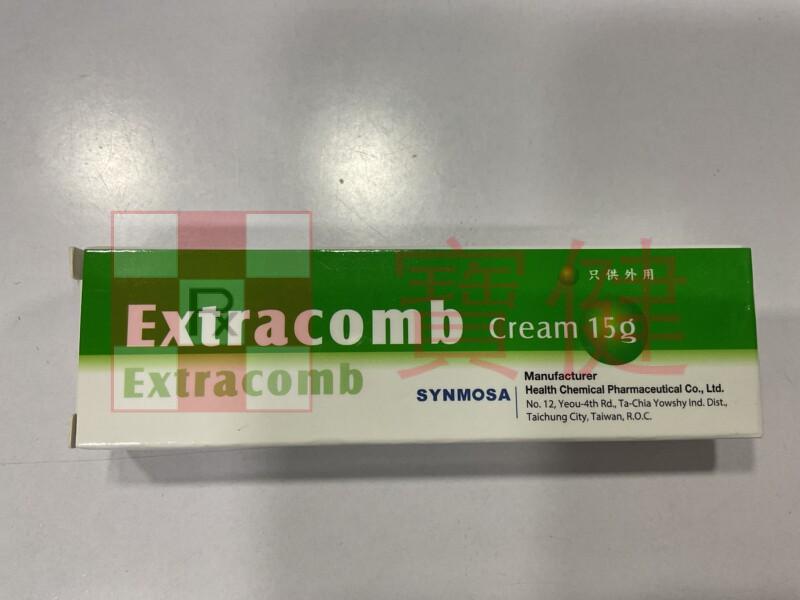 只供外用
Extracomb Cream 15g
Extracomb
SYNMOSA
Manufacturer
Health Chemical Pharmaceutical Co., Ltd.
No. 12, Yeou-4th Rd., Ta-Chia Yowshy Ind. Dist.,
Taichung City, Taiwan, R.O.C.
Rx
寶健